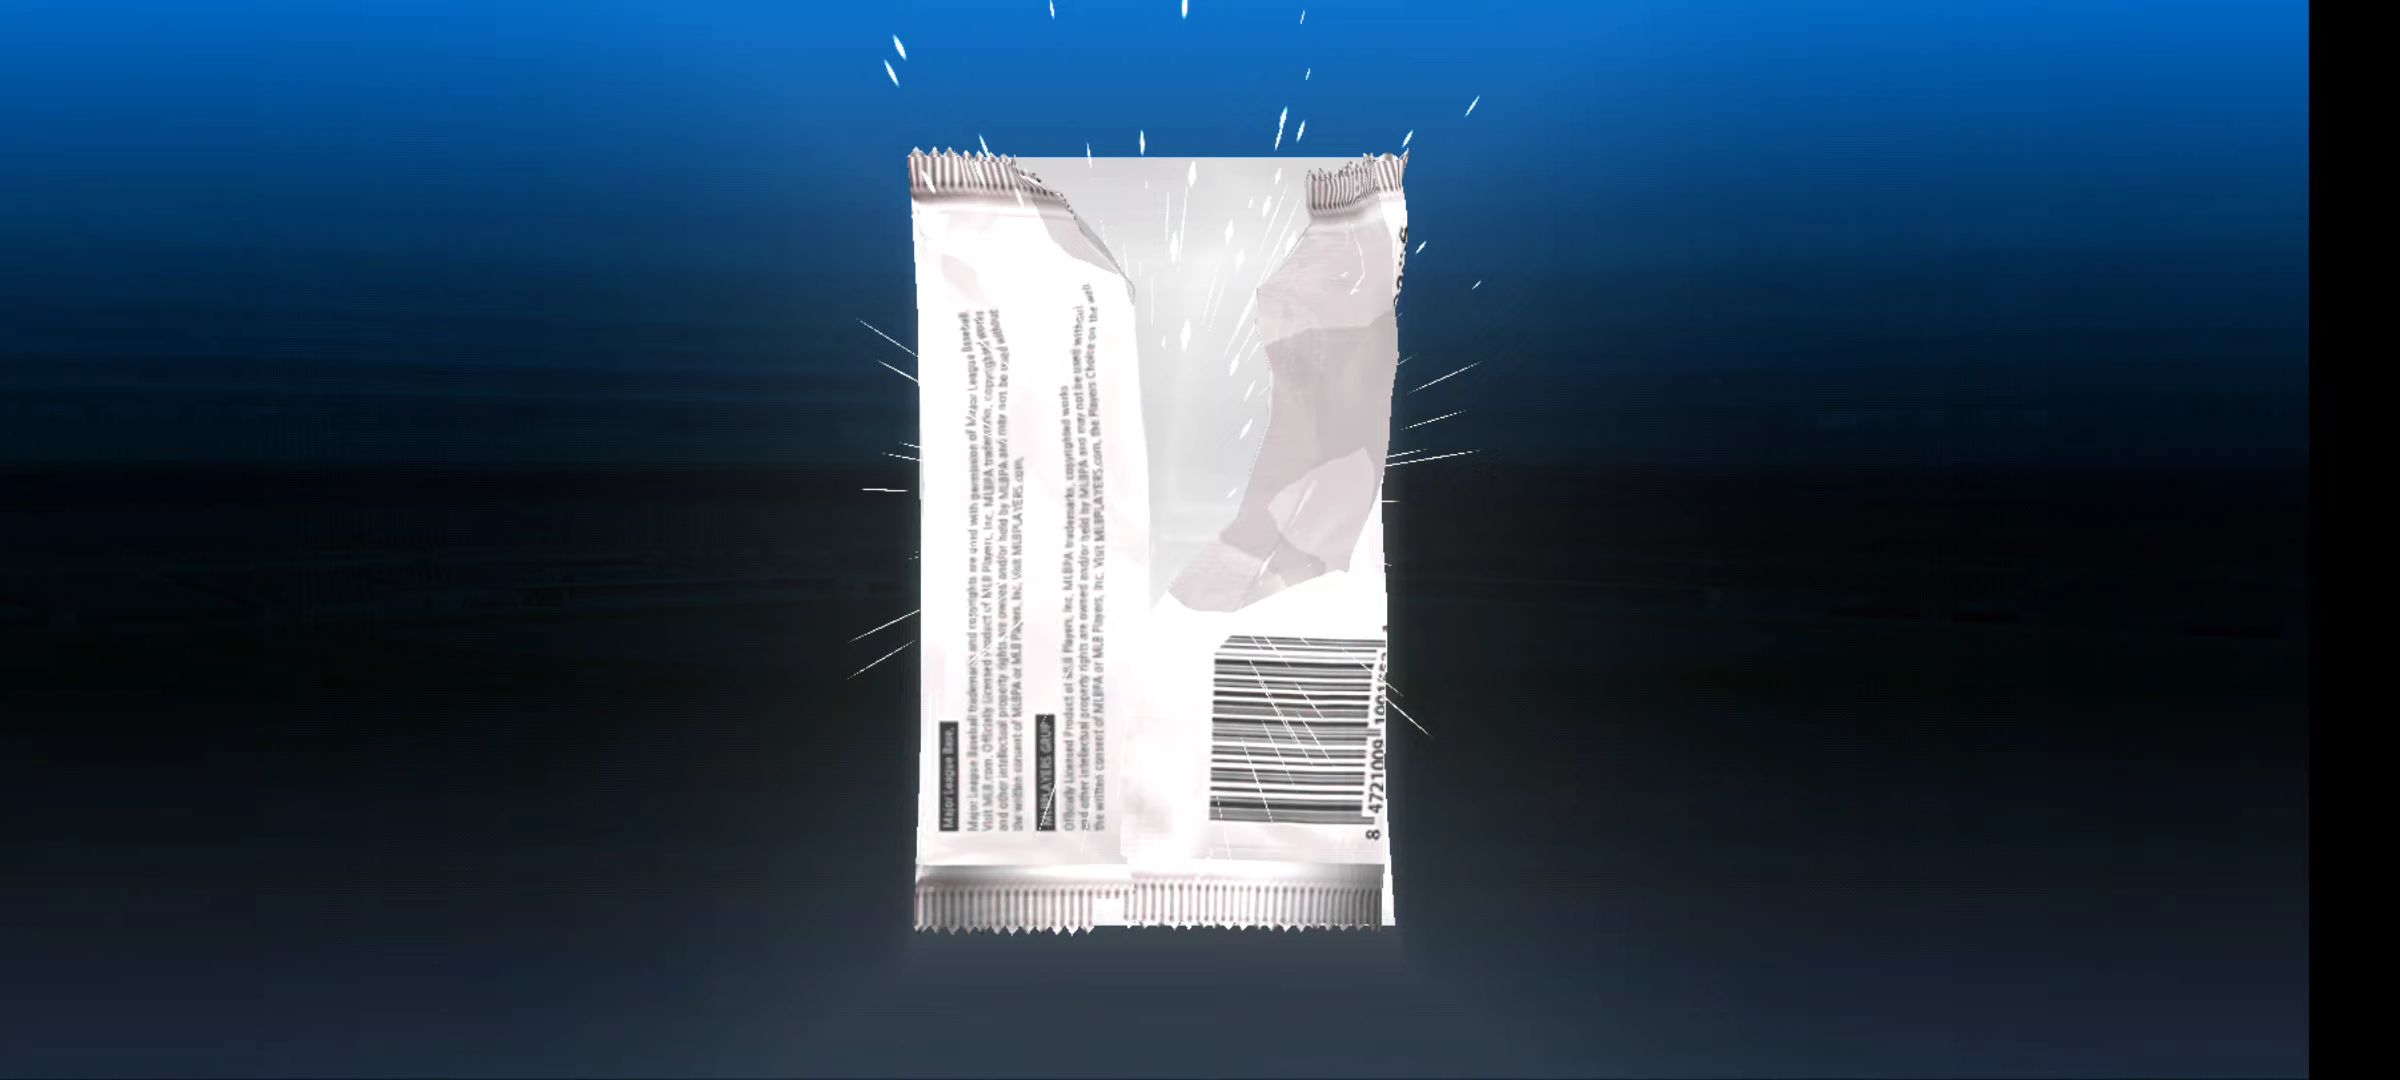 Major League Base.
Major League Baseball trademarks and copyrights are used with permission of Major League Baseball.
Visit MLB.com. Officially Licensed Product of MLB Players, Inc. MLBPA trademarks, copyrighted works
and other intellectual property rights are owned and/or held by MLBPA and may not be used without
the written consent of MLBPA or MLB Players, Inc. Visit MLBPLAYERS.com,
PLAYERS
Officially Licensed Product of MLB Players, Inc. MLBPA trademarks, copyrighted works
and other intellectual property rights are owned and/or held by MLBPA and may not be used without
the written consent of MLBPA or MLB Players, Inc. Visit MLBPLAYERS.com, the Players Choice on the web.
8 4721009